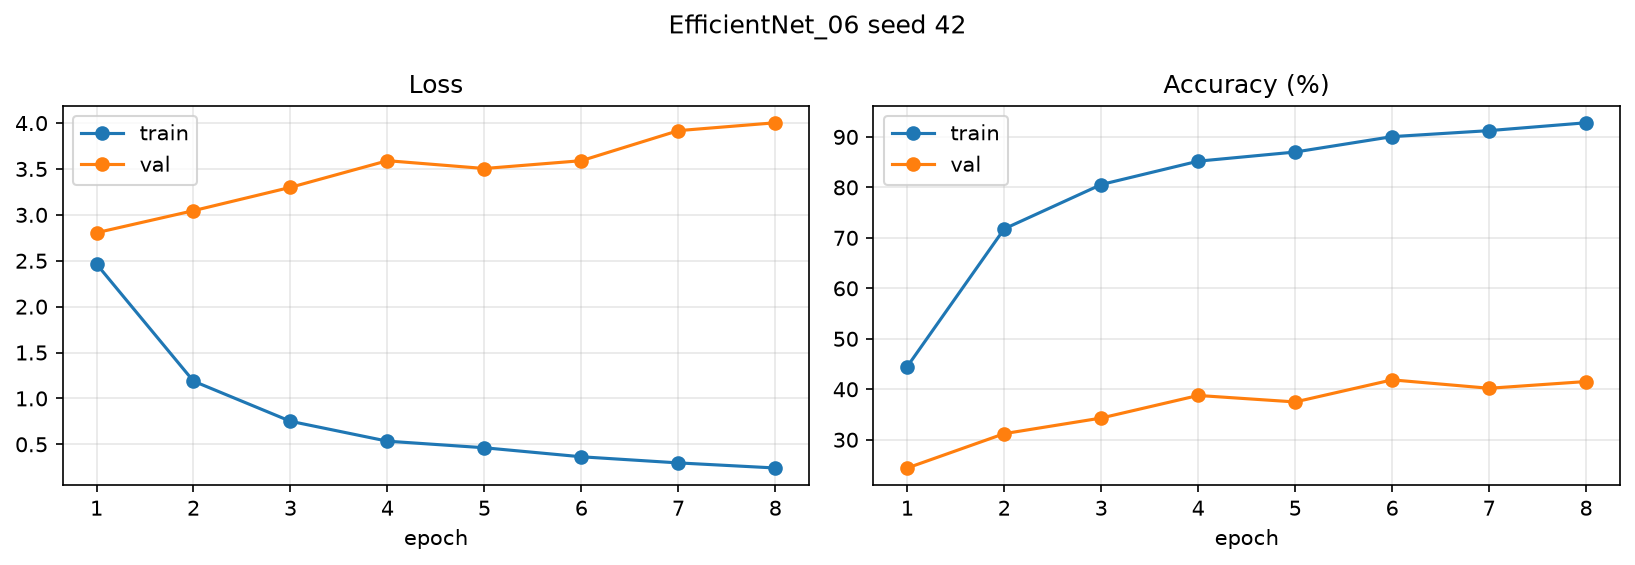 EfficientNet_06 seed 42
Loss
train
val
4.0
3.5
3.0
2.5
2.0
1.5
1.0
0.5
1 2 3 4 5 6 7 8
epoch
Accuracy (%)
train
val
90
80
70
60
50
40
30
1 2 3 4 5 6 7 8
epoch